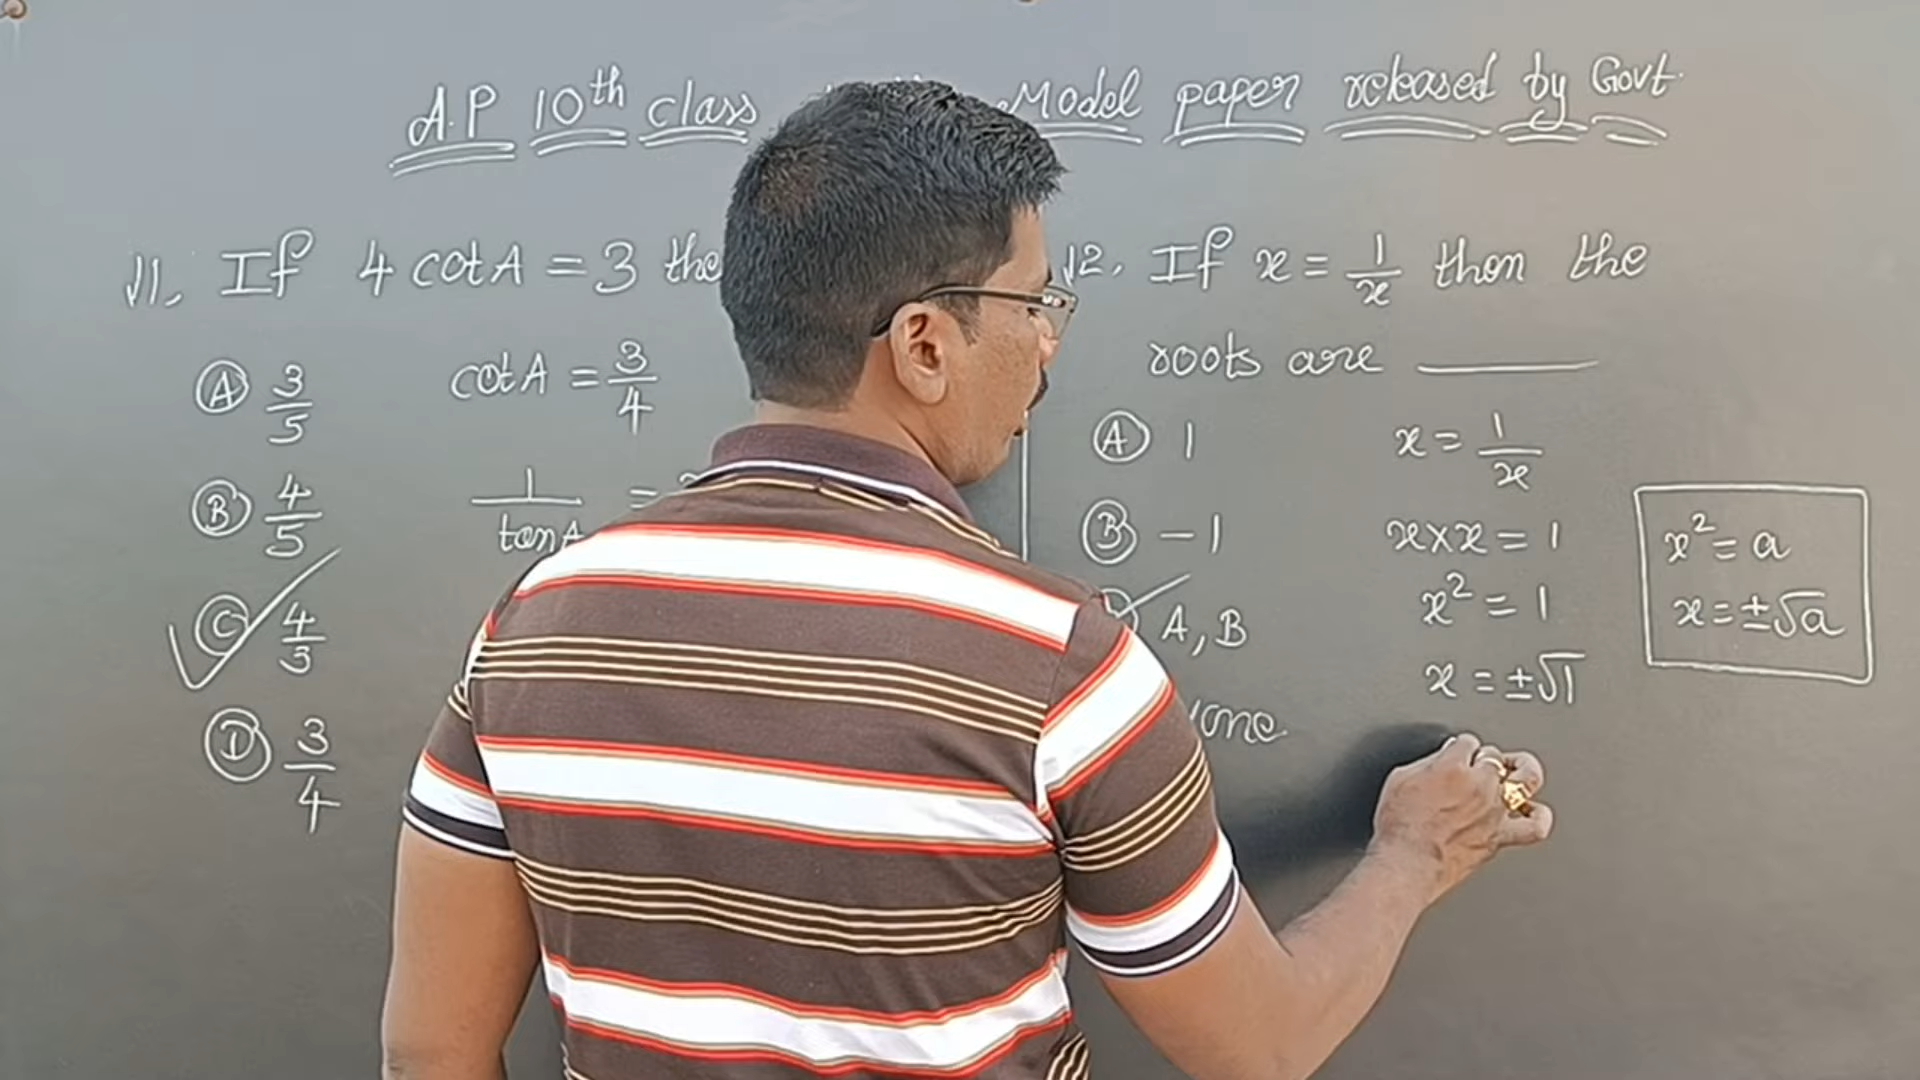 A.P 10th class Model paper released by Govt.
11. If 4 cot A = 3 the
Ⓐ 3/5
cot A = 3/4
Ⓑ 4/5
1/tan A =
Ⓒ 4/3
Ⓓ 3/4
12. If x = 1/x then the
roots are ______
Ⓐ 1
x = 1/x
Ⓑ -1
x×x = 1
A, B
x² = 1
x = ±√1
x² = a
x = ±√a